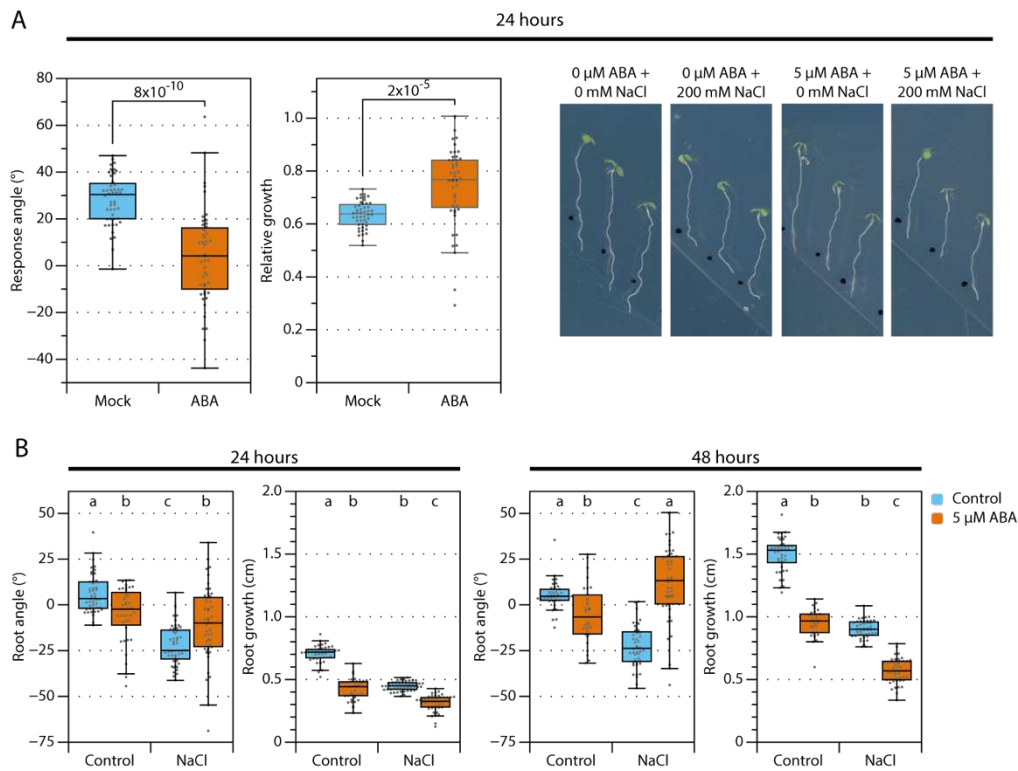 A
24 hours
Response angle (°)
80
60
40
20
0
−20
−40
8x10-10
Mock
ABA
Relative growth
1.0
0.8
0.6
0.4
0.2
0
2x10-5
Mock
ABA
0 µM ABA +
0 mM NaCl
0 µM ABA +
200 mM NaCl
5 µM ABA +
0 mM NaCl
5 µM ABA +
200 mM NaCl
B
24 hours
48 hours
Root angle (°)
50
25
0
−25
−50
−75
a b c b
Control
NaCl
Root growth (cm)
2.0
1.5
1.0
0.5
0
a b b c
Control
NaCl
Root angle (°)
50
25
0
−25
−50
−75
a b c a
Control
NaCl
Root growth (cm)
2.0
1.5
1.0
0.5
0
a b b c
Control
NaCl
Control
5 µM ABA